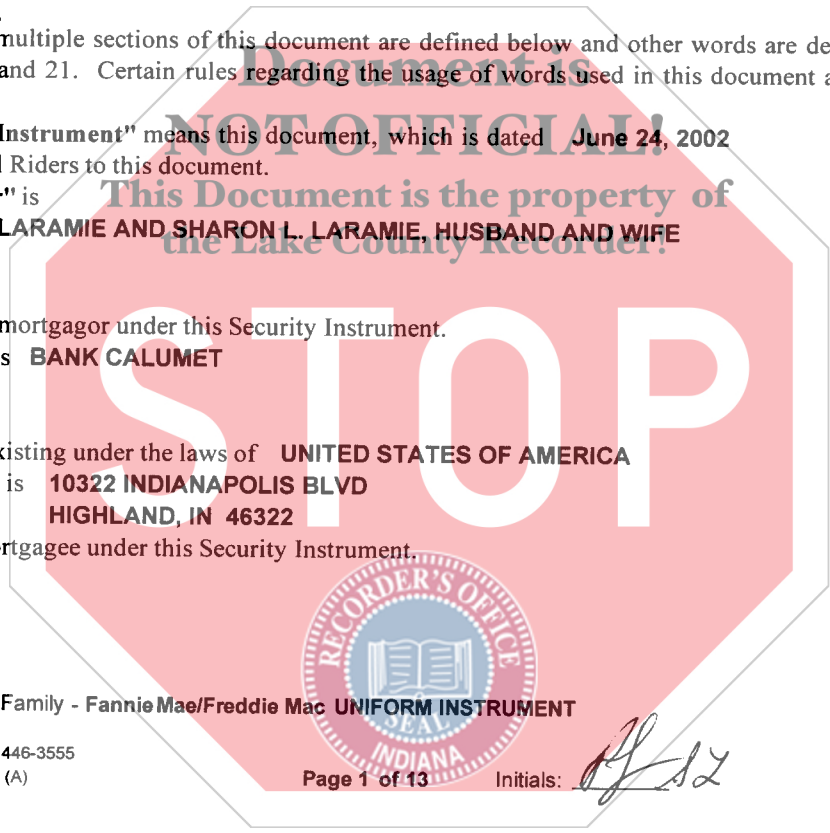 multiple sections of this document are defined below and other words are de
and 21. Certain rules regarding the usage of words used in this document a
Document is
Instrument" means this document, which is dated June 24, 2002
NOT OFFICIAL!
Riders to this document.
" is
This Document is the property of
LARAMIE AND SHARON L. LARAMIE, HUSBAND AND WIFE
the Lake County Recorder!
mortgagor under this Security Instrument.
s BANK CALUMET
STOP
xisting under the laws of UNITED STATES OF AMERICA
is 10322 INDIANAPOLIS BLVD
HIGHLAND, IN 46322
rtgagee under this Security Instrument.
RECORDER'S OFFICE
SEAL
INDIANA
Family - Fannie Mae/Freddie Mac UNIFORM INSTRUMENT
446-3555
(A)
Page 1 of 13
Initials: SL